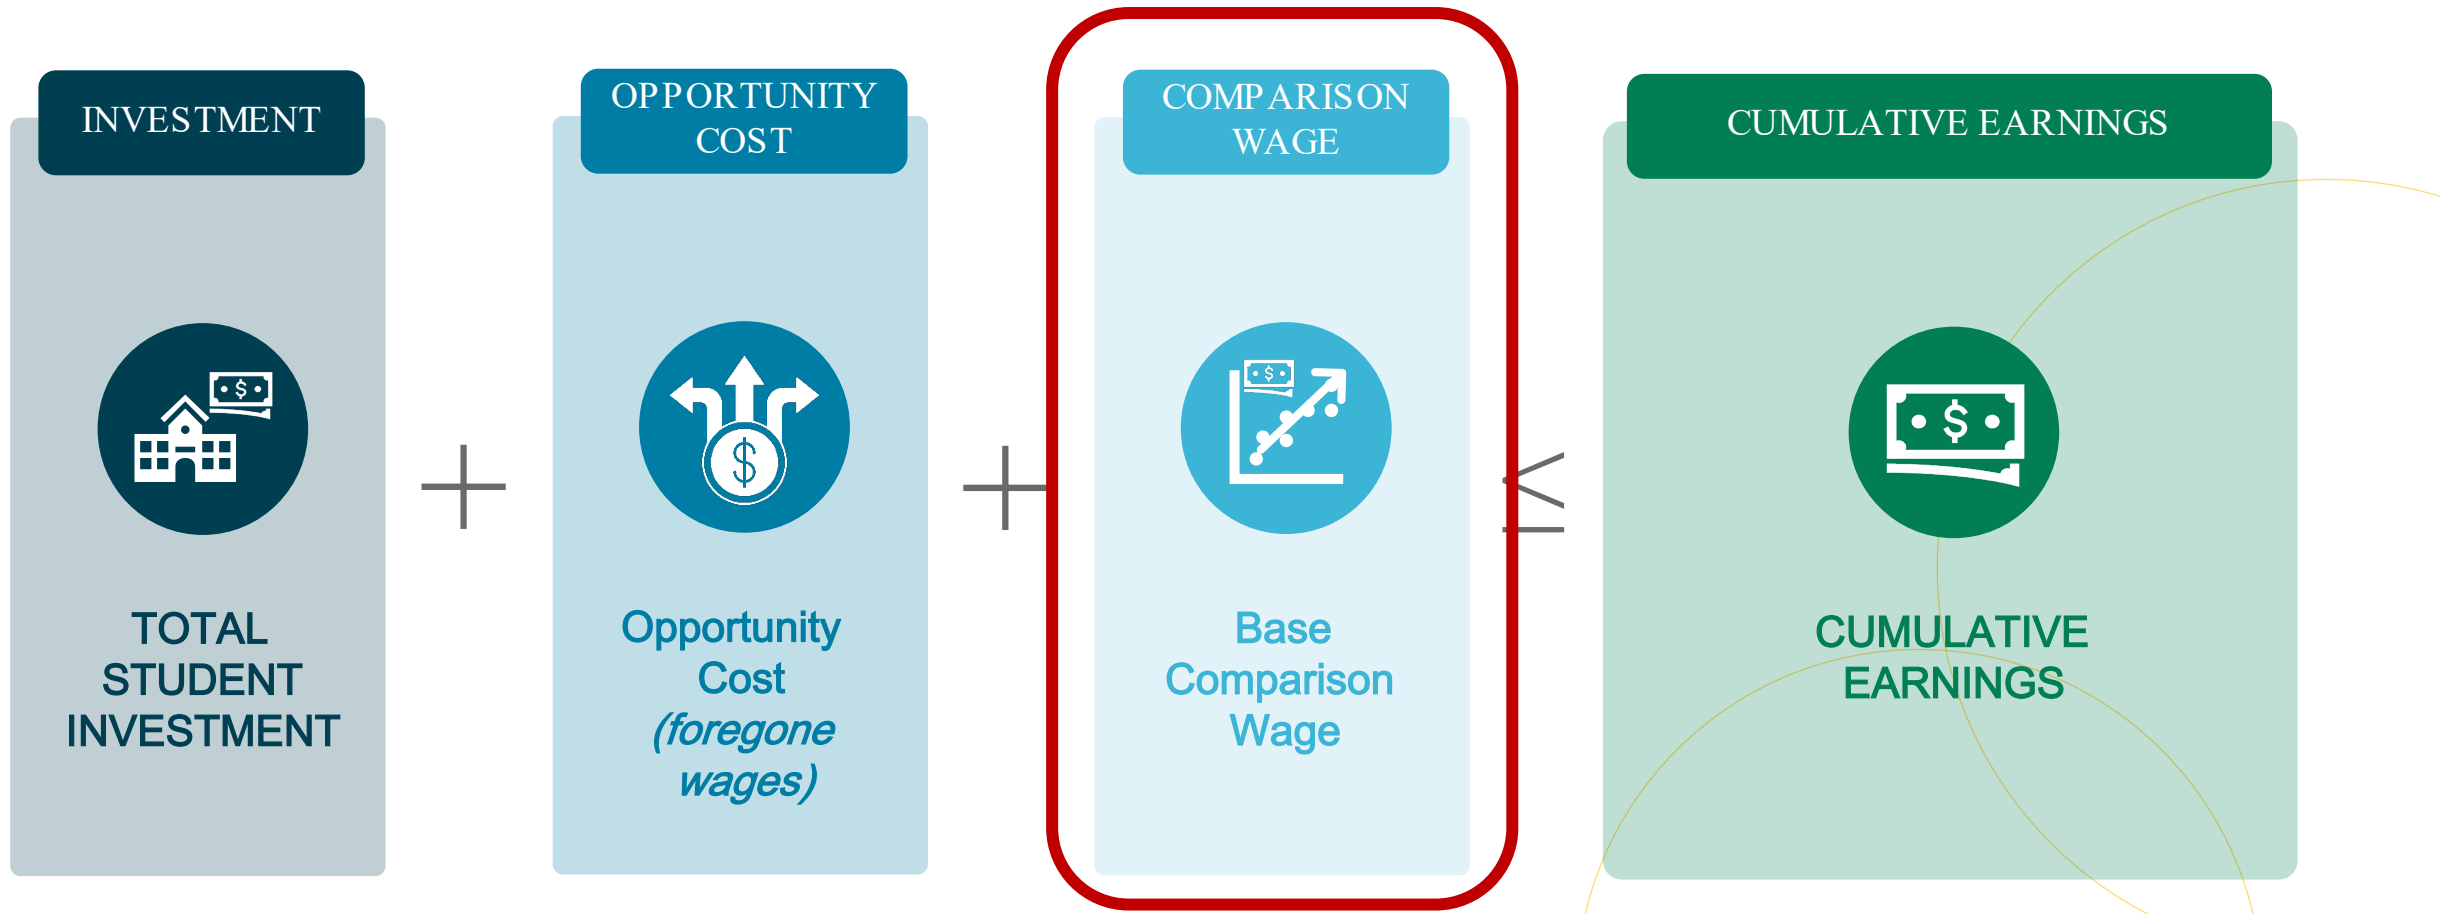 INVESTMENT
TOTAL
STUDENT
INVESTMENT
+
OPPORTUNITY
COST
$
Opportunity
Cost
(foregone
wages)
+
COMPARISON
WAGE
$
Base
Comparison
Wage
≤
CUMULATIVE EARNINGS
$
CUMULATIVE
EARNINGS